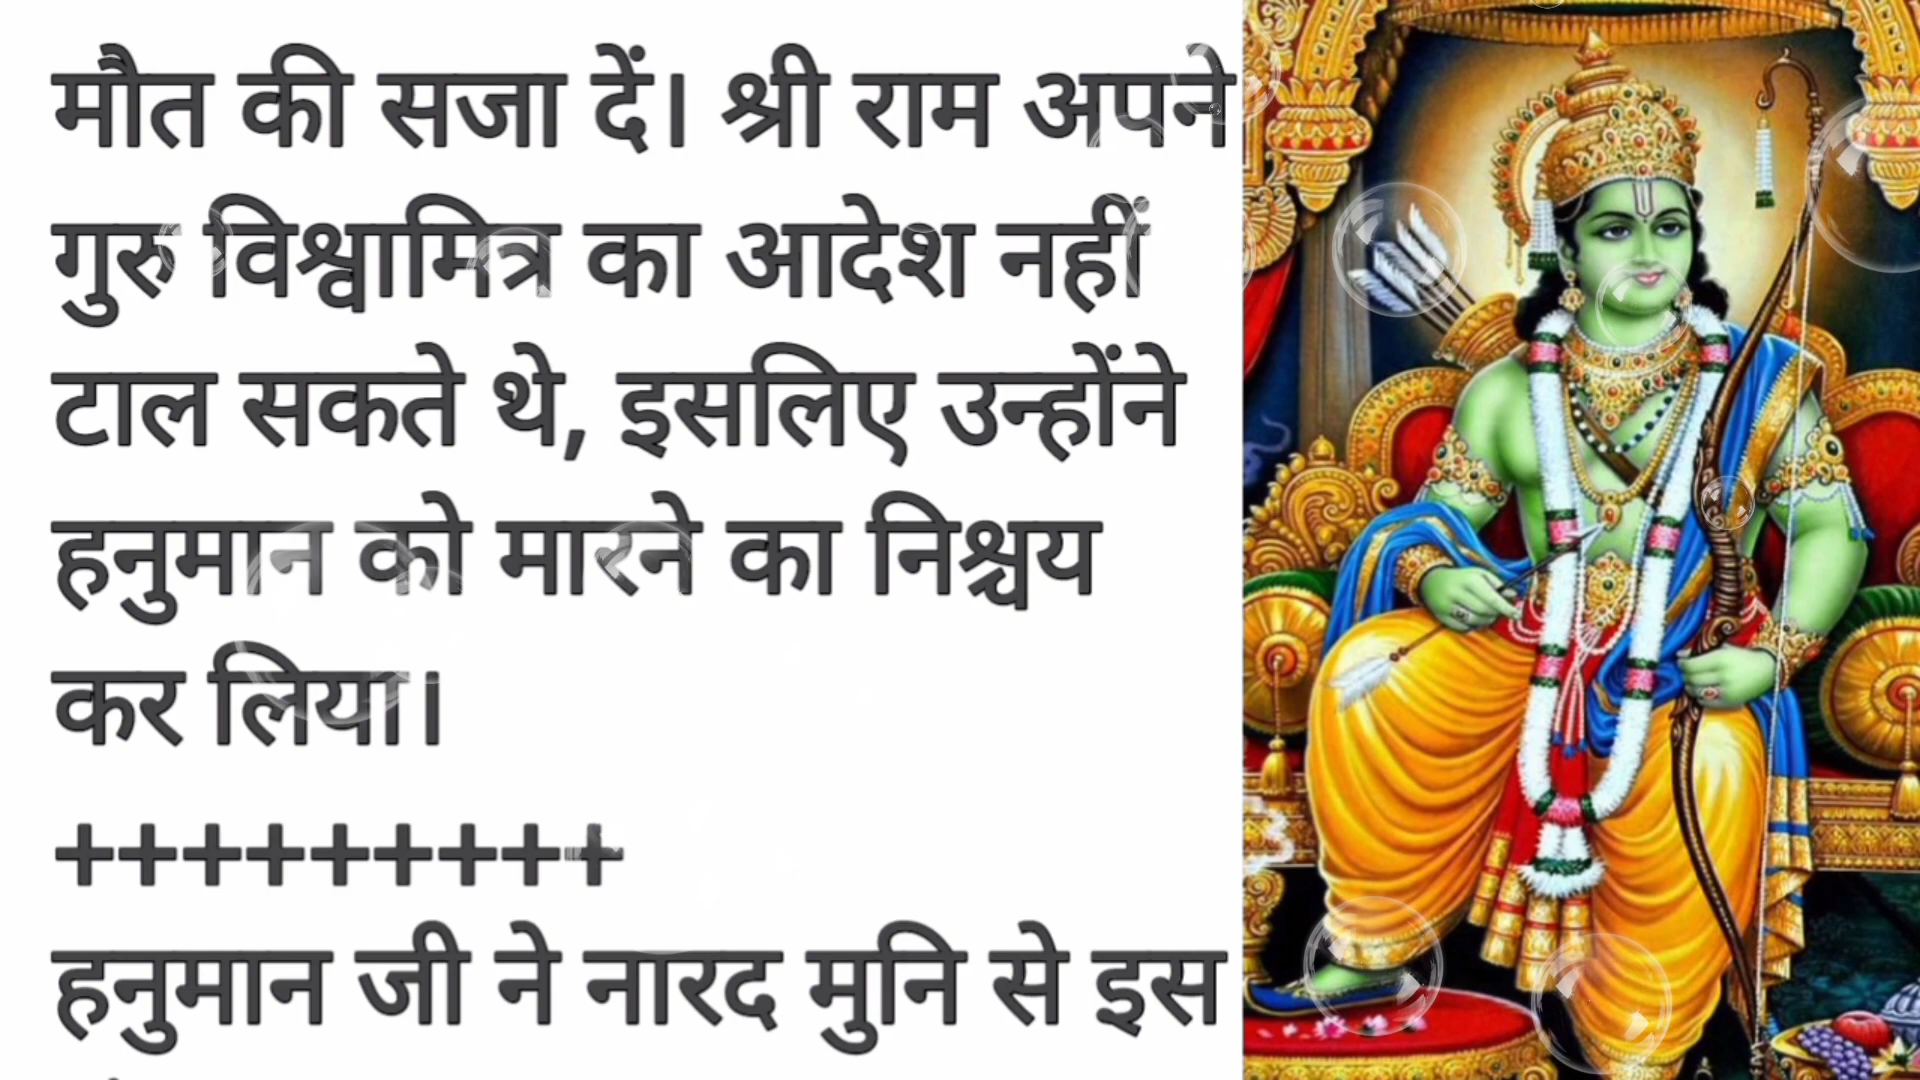 मौत की सजा दें। श्री राम अपने
गुरु विश्वामित्र का आदेश नहीं
टाल सकते थे, इसलिए उन्होंने
हनुमान को मारने का निश्चय
कर लिया।
+++++++++
हनुमान जी ने नारद मुनि से इस